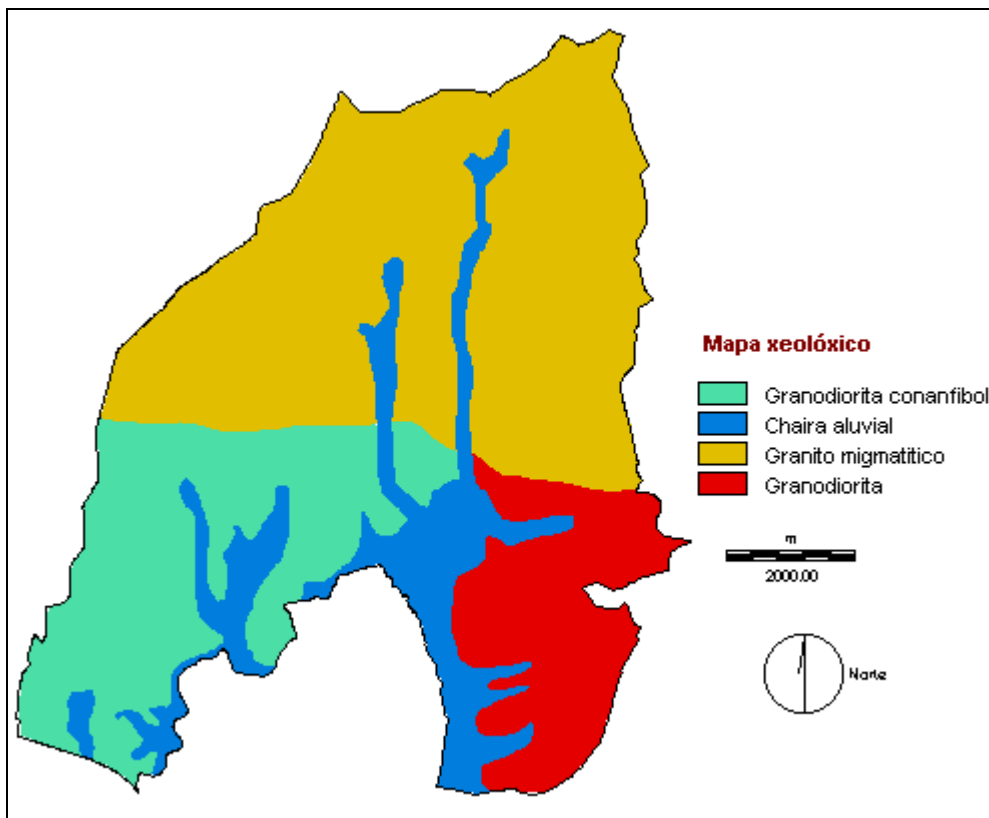 Mapa xeolóxico
Granodiorita conanfibol
Chaira aluvial
Granito migmatítico
Granodiorita
m
2000.00
Norte